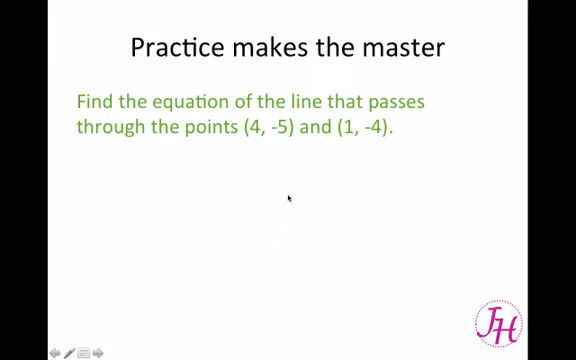 Practice makes the master
Find the equation of the line that passes
through the points (4, -5) and (1, -4).
JH